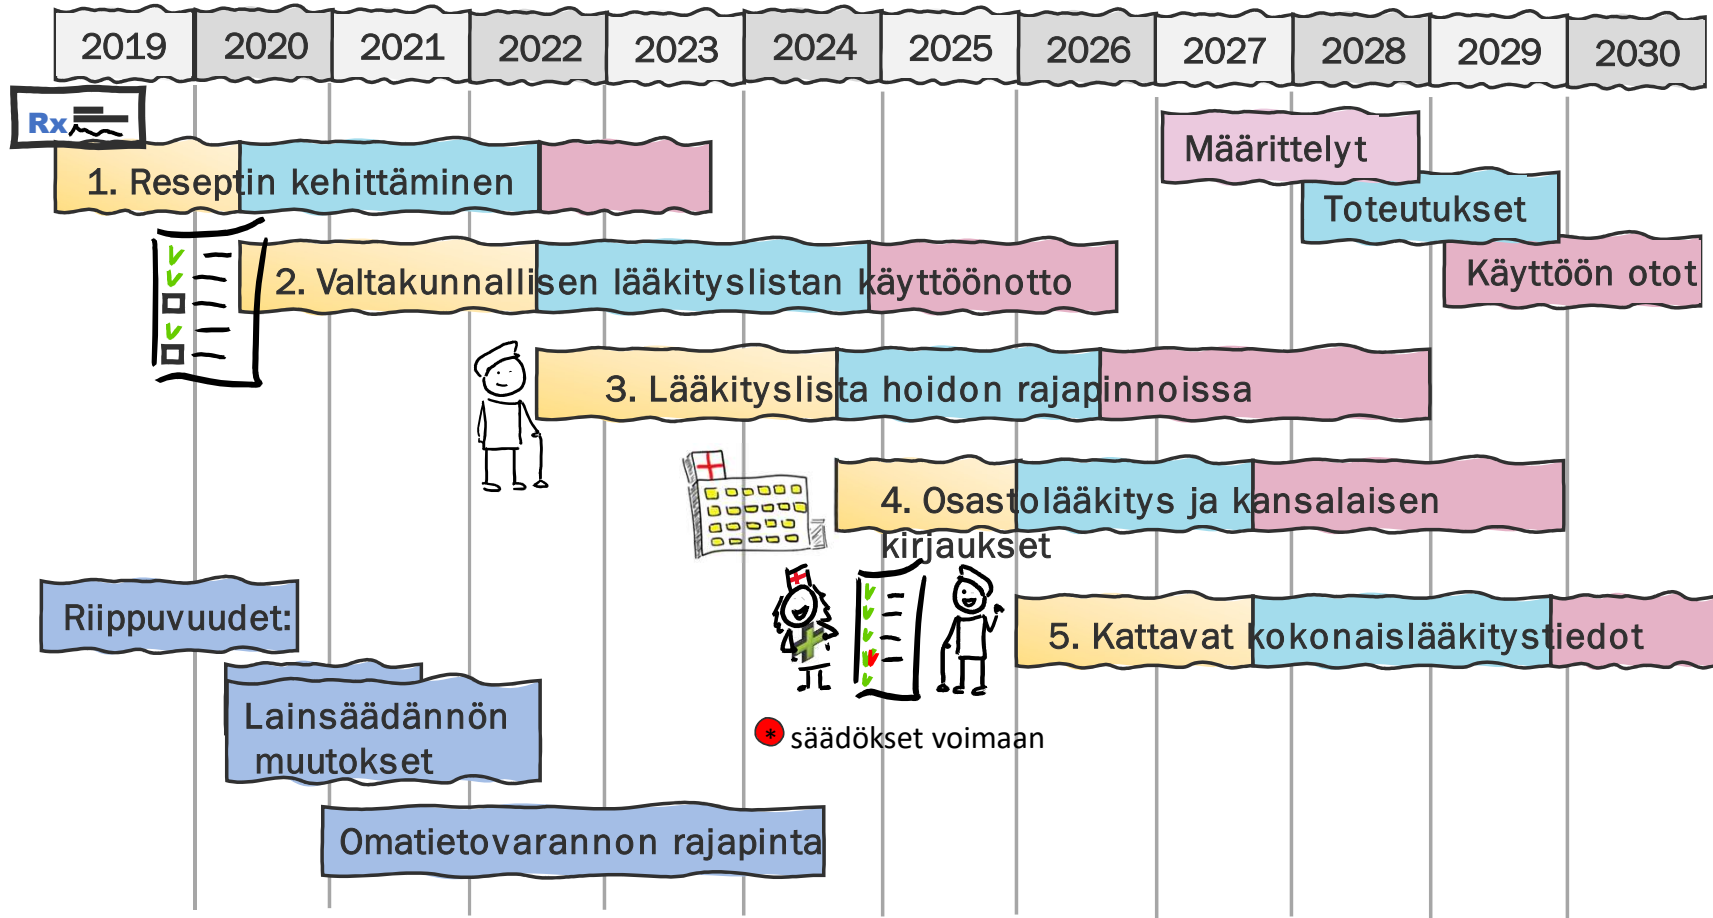 2019 2020 2021 2022 2023 2024 2025 2026 2027 2028 2029 2030
Rx
1. Reseptin kehittäminen
Määrittelyt
Toteutukset
Käyttöön otot
2. Valtakunnallisen lääkityslistan käyttöönotto
3. Lääkityslista hoidon rajapinnoissa
4. Osastolääkitys ja kansalaisen
kirjaukset
5. Kattavat kokonaislääkitystiedot
Riippuvuudet:
Lainsäädännön
muutokset
* säädökset voimaan
Omatietovarannon rajapinta